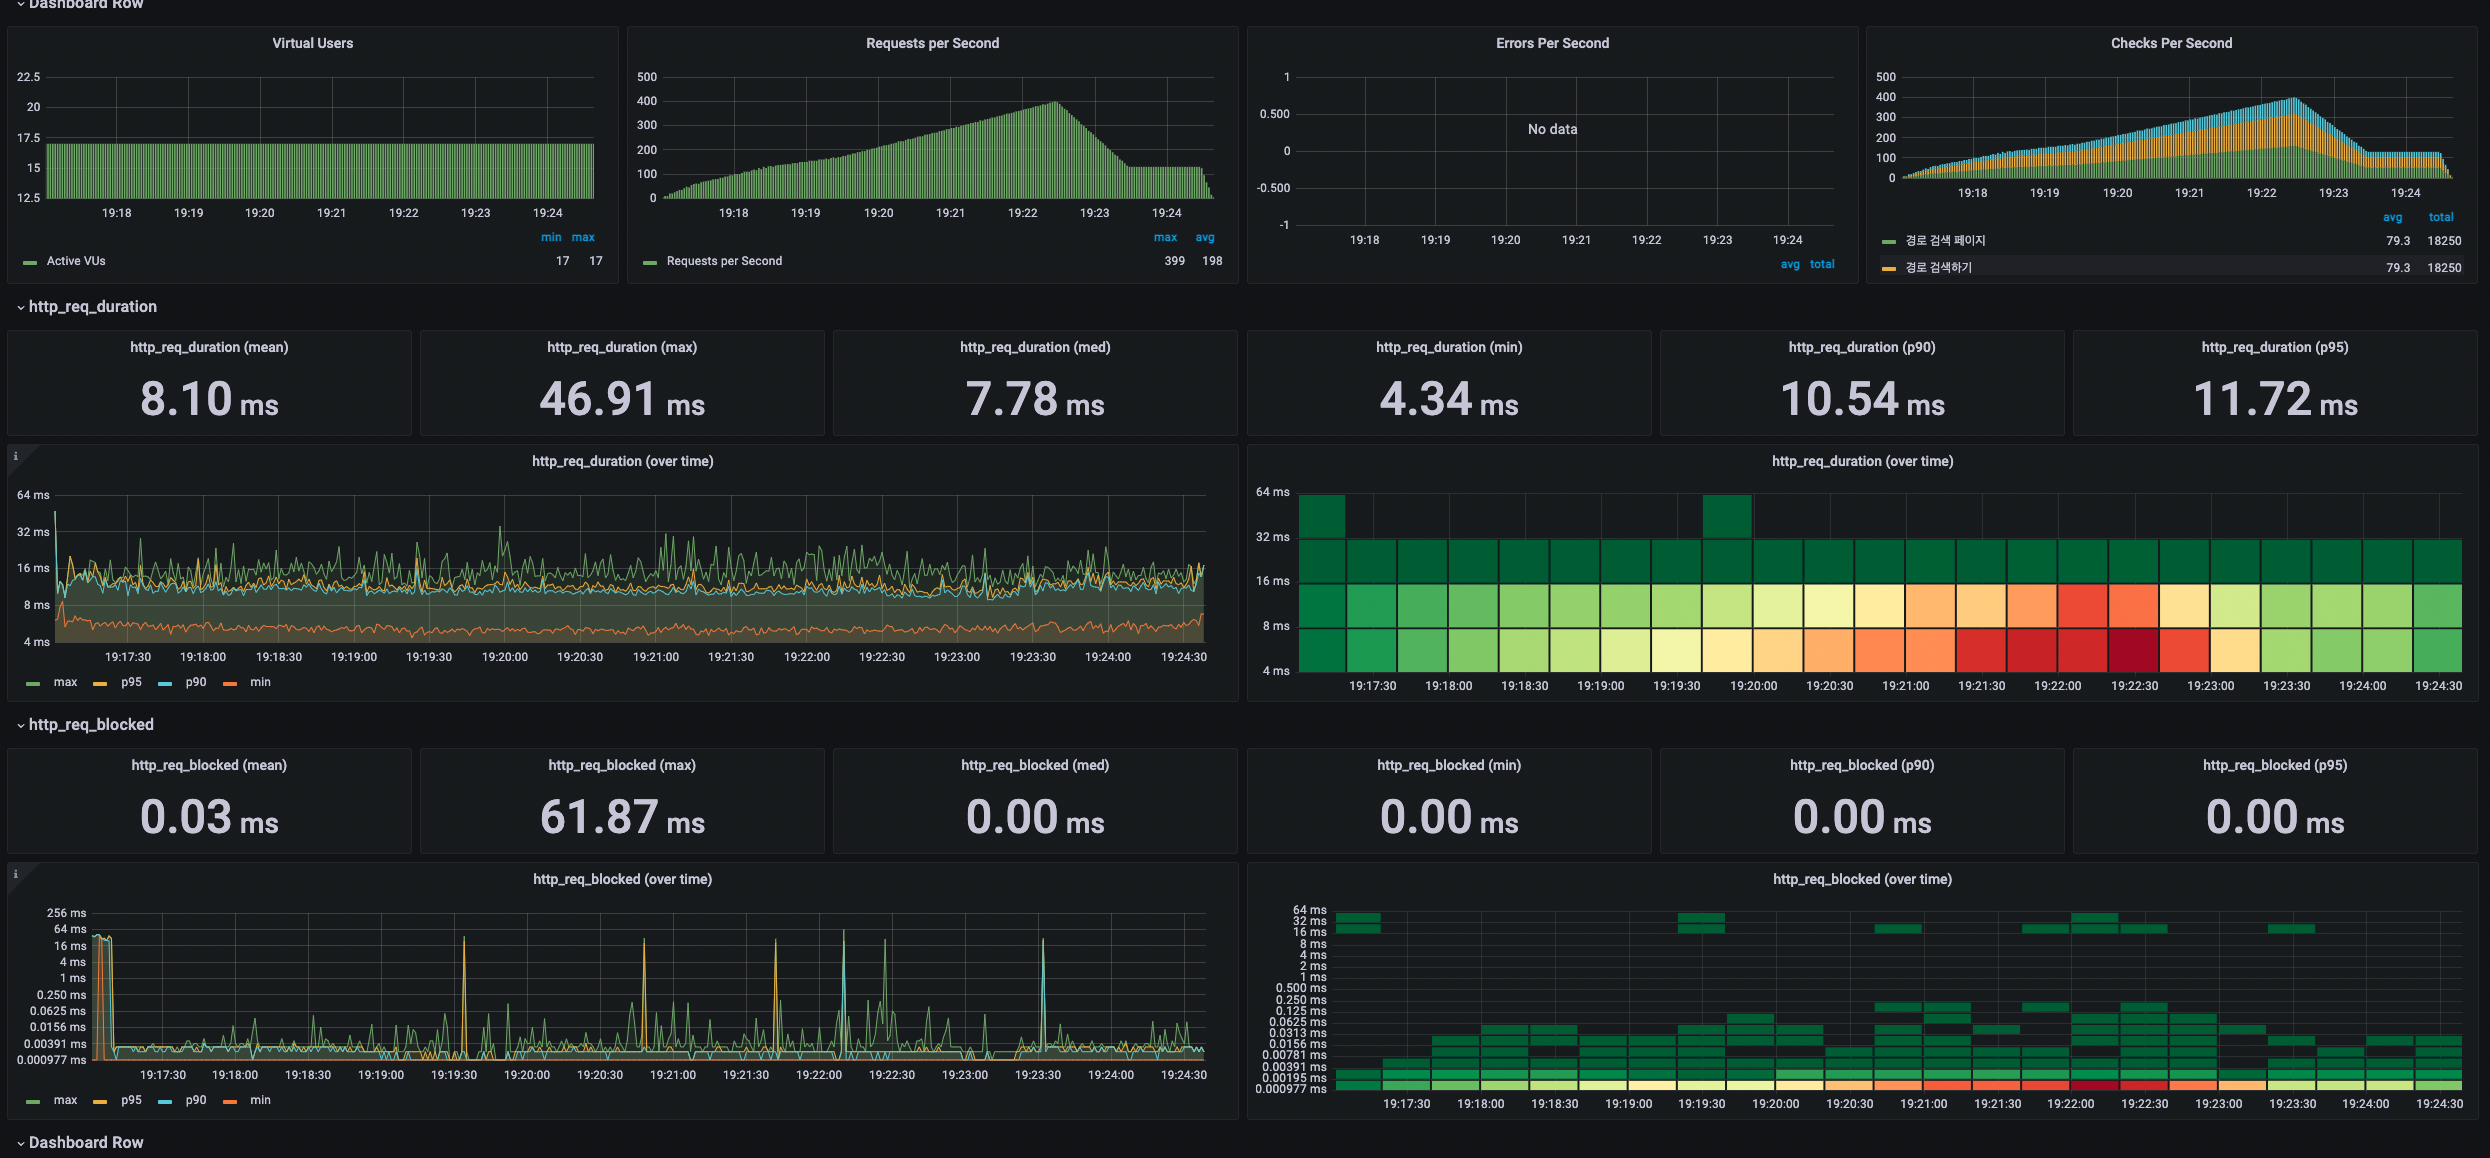 Dashboard Row
Virtual Users
22.5
20
17.5
15
12.5
19:18 19:19 19:20 19:21 19:22 19:23 19:24
min max
Active VUs 17 17
Requests per Second
500
400
300
200
100
0
19:18 19:19 19:20 19:21 19:22 19:23 19:24
max avg
Requests per Second 399 198
Errors Per Second
1
0.500
0
-0.500
-1
No data
19:18 19:19 19:20 19:21 19:22 19:23 19:24
avg total
Checks Per Second
500
400
300
200
100
0
19:18 19:19 19:20 19:21 19:22 19:23 19:24
avg total
경로 검색 페이지 79.3 18250
경로 검색하기 79.3 18250
http_req_duration
http_req_duration (mean)
8.10 ms
http_req_duration (max)
46.91 ms
http_req_duration (med)
7.78 ms
http_req_duration (min)
4.34 ms
http_req_duration (p90)
10.54 ms
http_req_duration (p95)
11.72 ms
i
http_req_duration (over time)
64 ms
32 ms
16 ms
8 ms
4 ms
19:17:30 19:18:00 19:18:30 19:19:00 19:19:30 19:20:00 19:20:30 19:21:00 19:21:30 19:22:00 19:22:30 19:23:00 19:23:30 19:24:00 19:24:30
max p95 p90 min
http_req_duration (over time)
64 ms
32 ms
16 ms
8 ms
4 ms
19:17:30 19:18:00 19:18:30 19:19:00 19:19:30 19:20:00 19:20:30 19:21:00 19:21:30 19:22:00 19:22:30 19:23:00 19:23:30 19:24:00 19:24:30
http_req_blocked
http_req_blocked (mean)
0.03 ms
http_req_blocked (max)
61.87 ms
http_req_blocked (med)
0.00 ms
http_req_blocked (min)
0.00 ms
http_req_blocked (p90)
0.00 ms
http_req_blocked (p95)
0.00 ms
i
http_req_blocked (over time)
256 ms
64 ms
16 ms
4 ms
1 ms
0.250 ms
0.0625 ms
0.0156 ms
0.00391 ms
0.000977 ms
19:17:30 19:18:00 19:18:30 19:19:00 19:19:30 19:20:00 19:20:30 19:21:00 19:21:30 19:22:00 19:22:30 19:23:00 19:23:30 19:24:00 19:24:30
max p95 p90 min
http_req_blocked (over time)
64 ms
32 ms
16 ms
8 ms
4 ms
2 ms
1 ms
0.500 ms
0.250 ms
0.125 ms
0.0625 ms
0.0313 ms
0.0156 ms
0.00781 ms
0.00391 ms
0.00195 ms
0.000977 ms
19:17:30 19:18:00 19:18:30 19:19:00 19:19:30 19:20:00 19:20:30 19:21:00 19:21:30 19:22:00 19:22:30 19:23:00 19:23:30 19:24:00 19:24:30
Dashboard Row